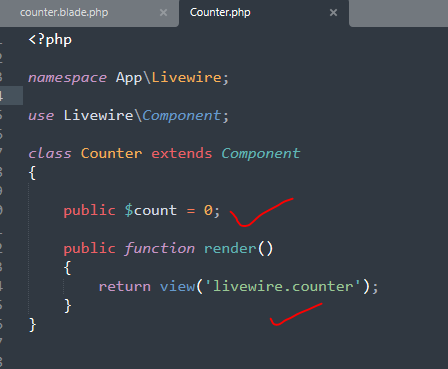 counter.blade.php × Counter.php ×
<?php
namespace App\Livewire;
use Livewire\Component;
class Counter extends Component
{
public $count = 0;
public function render()
{
return view('livewire.counter');
}
}